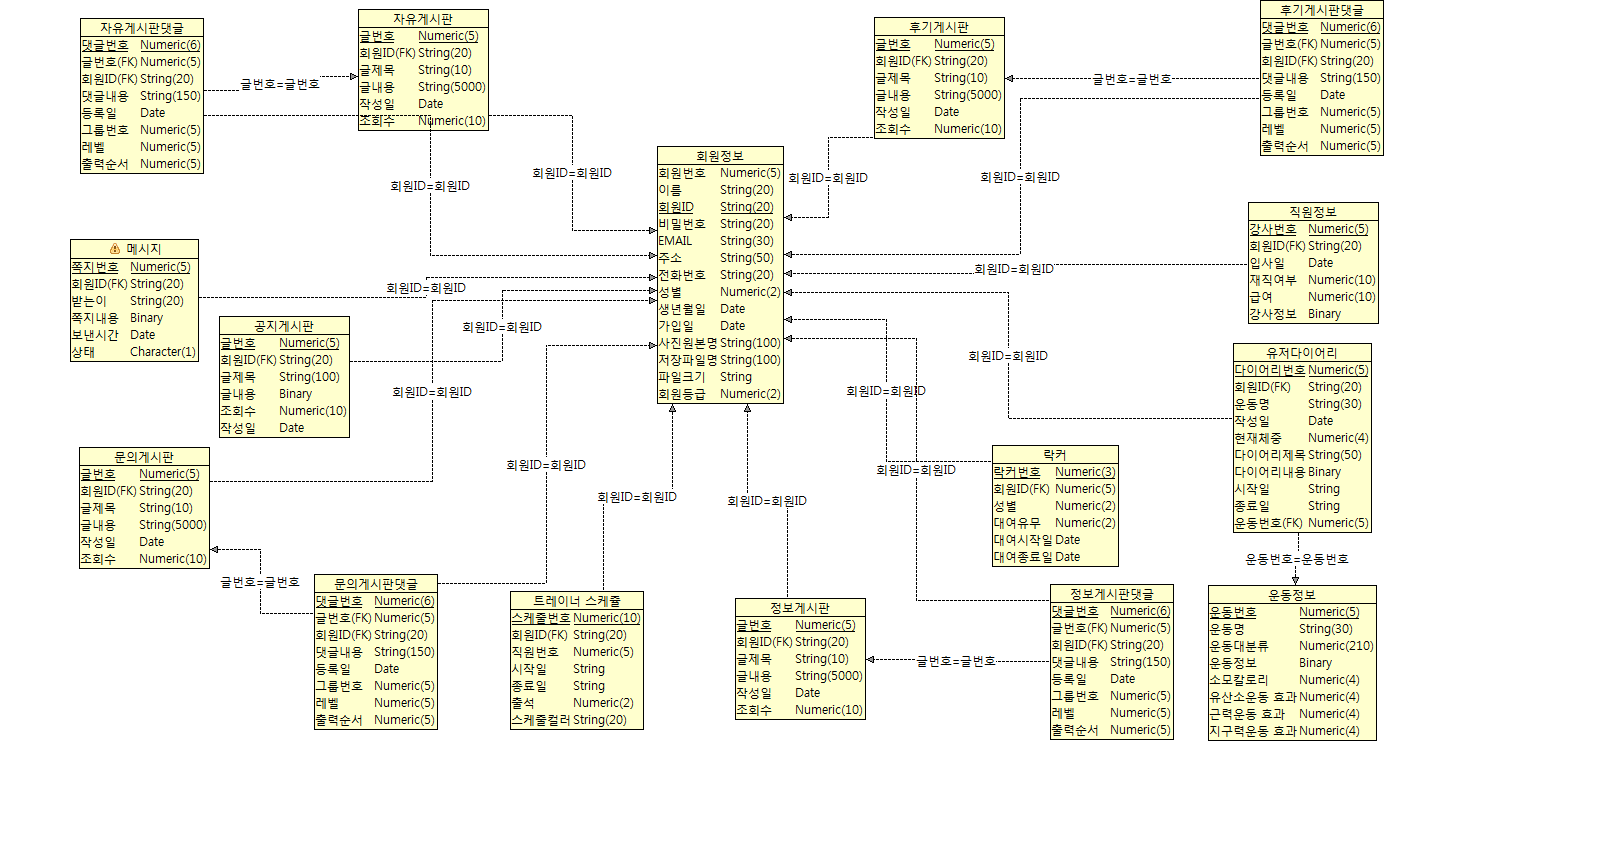 자유게시판댓글
댓글번호 Numeric(6)
글번호(FK) Numeric(5)
회원ID(FK) String(20)
댓글내용 String(150)
등록일 Date
그룹번호 Numeric(5)
레벨 Numeric(5)
출력순서 Numeric(5)
글번호=글번호
자유게시판
글번호 Numeric(5)
회원ID(FK) String(20)
글제목 String(10)
글내용 String(5000)
작성일 Date
조회수 Numeric(10)
회원ID=회원ID
회원ID=회원ID
후기게시판
글번호 Numeric(5)
회원ID(FK) String(20)
글제목 String(10)
글내용 String(5000)
작성일 Date
조회수 Numeric(10)
글번호=글번호
후기게시판댓글
댓글번호 Numeric(6)
글번호(FK) Numeric(5)
회원ID(FK) String(20)
댓글내용 String(150)
등록일 Date
그룹번호 Numeric(5)
레벨 Numeric(5)
출력순서 Numeric(5)
회원ID=회원ID
회원ID=회원ID
회원정보
회원번호 Numeric(5)
이름 String(20)
회원ID String(20)
비밀번호 String(20)
EMAIL String(30)
주소 String(50)
전화번호 String(20)
성별 Numeric(2)
생년월일 Date
가입일 Date
사진원본명 String(100)
저장파일명 String(100)
파일크기 String
회원등급 Numeric(2)
직원정보
강사번호 Numeric(5)
회원ID(FK) String(20)
입사일 Date
재직여부 Numeric(10)
급여 Numeric(10)
강사정보 Binary
회원ID=회원ID
메시지
쪽지번호 Numeric(5)
회원ID(FK) String(20)
받는이 String(20)
쪽지내용 Binary
보낸시간 Date
상태 Character(1)
회원ID=회원ID
공지게시판
글번호 Numeric(5)
회원ID(FK) String(20)
글제목 String(100)
글내용 Binary
조회수 Numeric(10)
작성일 Date
회원ID=회원ID
회원ID=회원ID
유저다이어리
다이어리번호 Numeric(5)
회원ID(FK) String(20)
운동명 String(30)
작성일 Date
현재체중 Numeric(4)
다이어리제목 String(50)
다이어리내용 Binary
시작일 String
종료일 String
운동번호(FK) Numeric(5)
회원ID=회원ID
회원ID=회원ID
문의게시판
글번호 Numeric(5)
회원ID(FK) String(20)
글제목 String(10)
글내용 String(5000)
작성일 Date
조회수 Numeric(10)
회원ID=회원ID
회원ID=회원ID
회원ID=회원ID
회원ID=회원ID
락커
락커번호 Numeric(3)
회원ID(FK) Numeric(5)
성별 Numeric(2)
대여유무 Numeric(2)
대여시작일 Date
대여종료일 Date
운동번호=운동번호
글번호=글번호
문의게시판댓글
댓글번호 Numeric(6)
글번호(FK) Numeric(5)
회원ID(FK) String(20)
댓글내용 String(150)
등록일 Date
그룹번호 Numeric(5)
레벨 Numeric(5)
출력순서 Numeric(5)
트레이너 스케쥴
스케줄번호 Numeric(10)
회원ID(FK) String(20)
직원번호 Numeric(5)
시작일 String
종료일 String
출석 Numeric(2)
스케줄컬러 String(20)
정보게시판
글번호 Numeric(5)
회원ID(FK) String(20)
글제목 String(10)
글내용 String(5000)
작성일 Date
조회수 Numeric(10)
글번호=글번호
정보게시판댓글
댓글번호 Numeric(6)
글번호(FK) Numeric(5)
회원ID(FK) String(20)
댓글내용 String(150)
등록일 Date
그룹번호 Numeric(5)
레벨 Numeric(5)
출력순서 Numeric(5)
운동정보
운동번호 Numeric(5)
운동명 String(30)
운동대분류 Numeric(210)
운동정보 Binary
소모칼로리 Numeric(4)
유산소운동 효과 Numeric(4)
근력운동 효과 Numeric(4)
지구력운동 효과 Numeric(4)